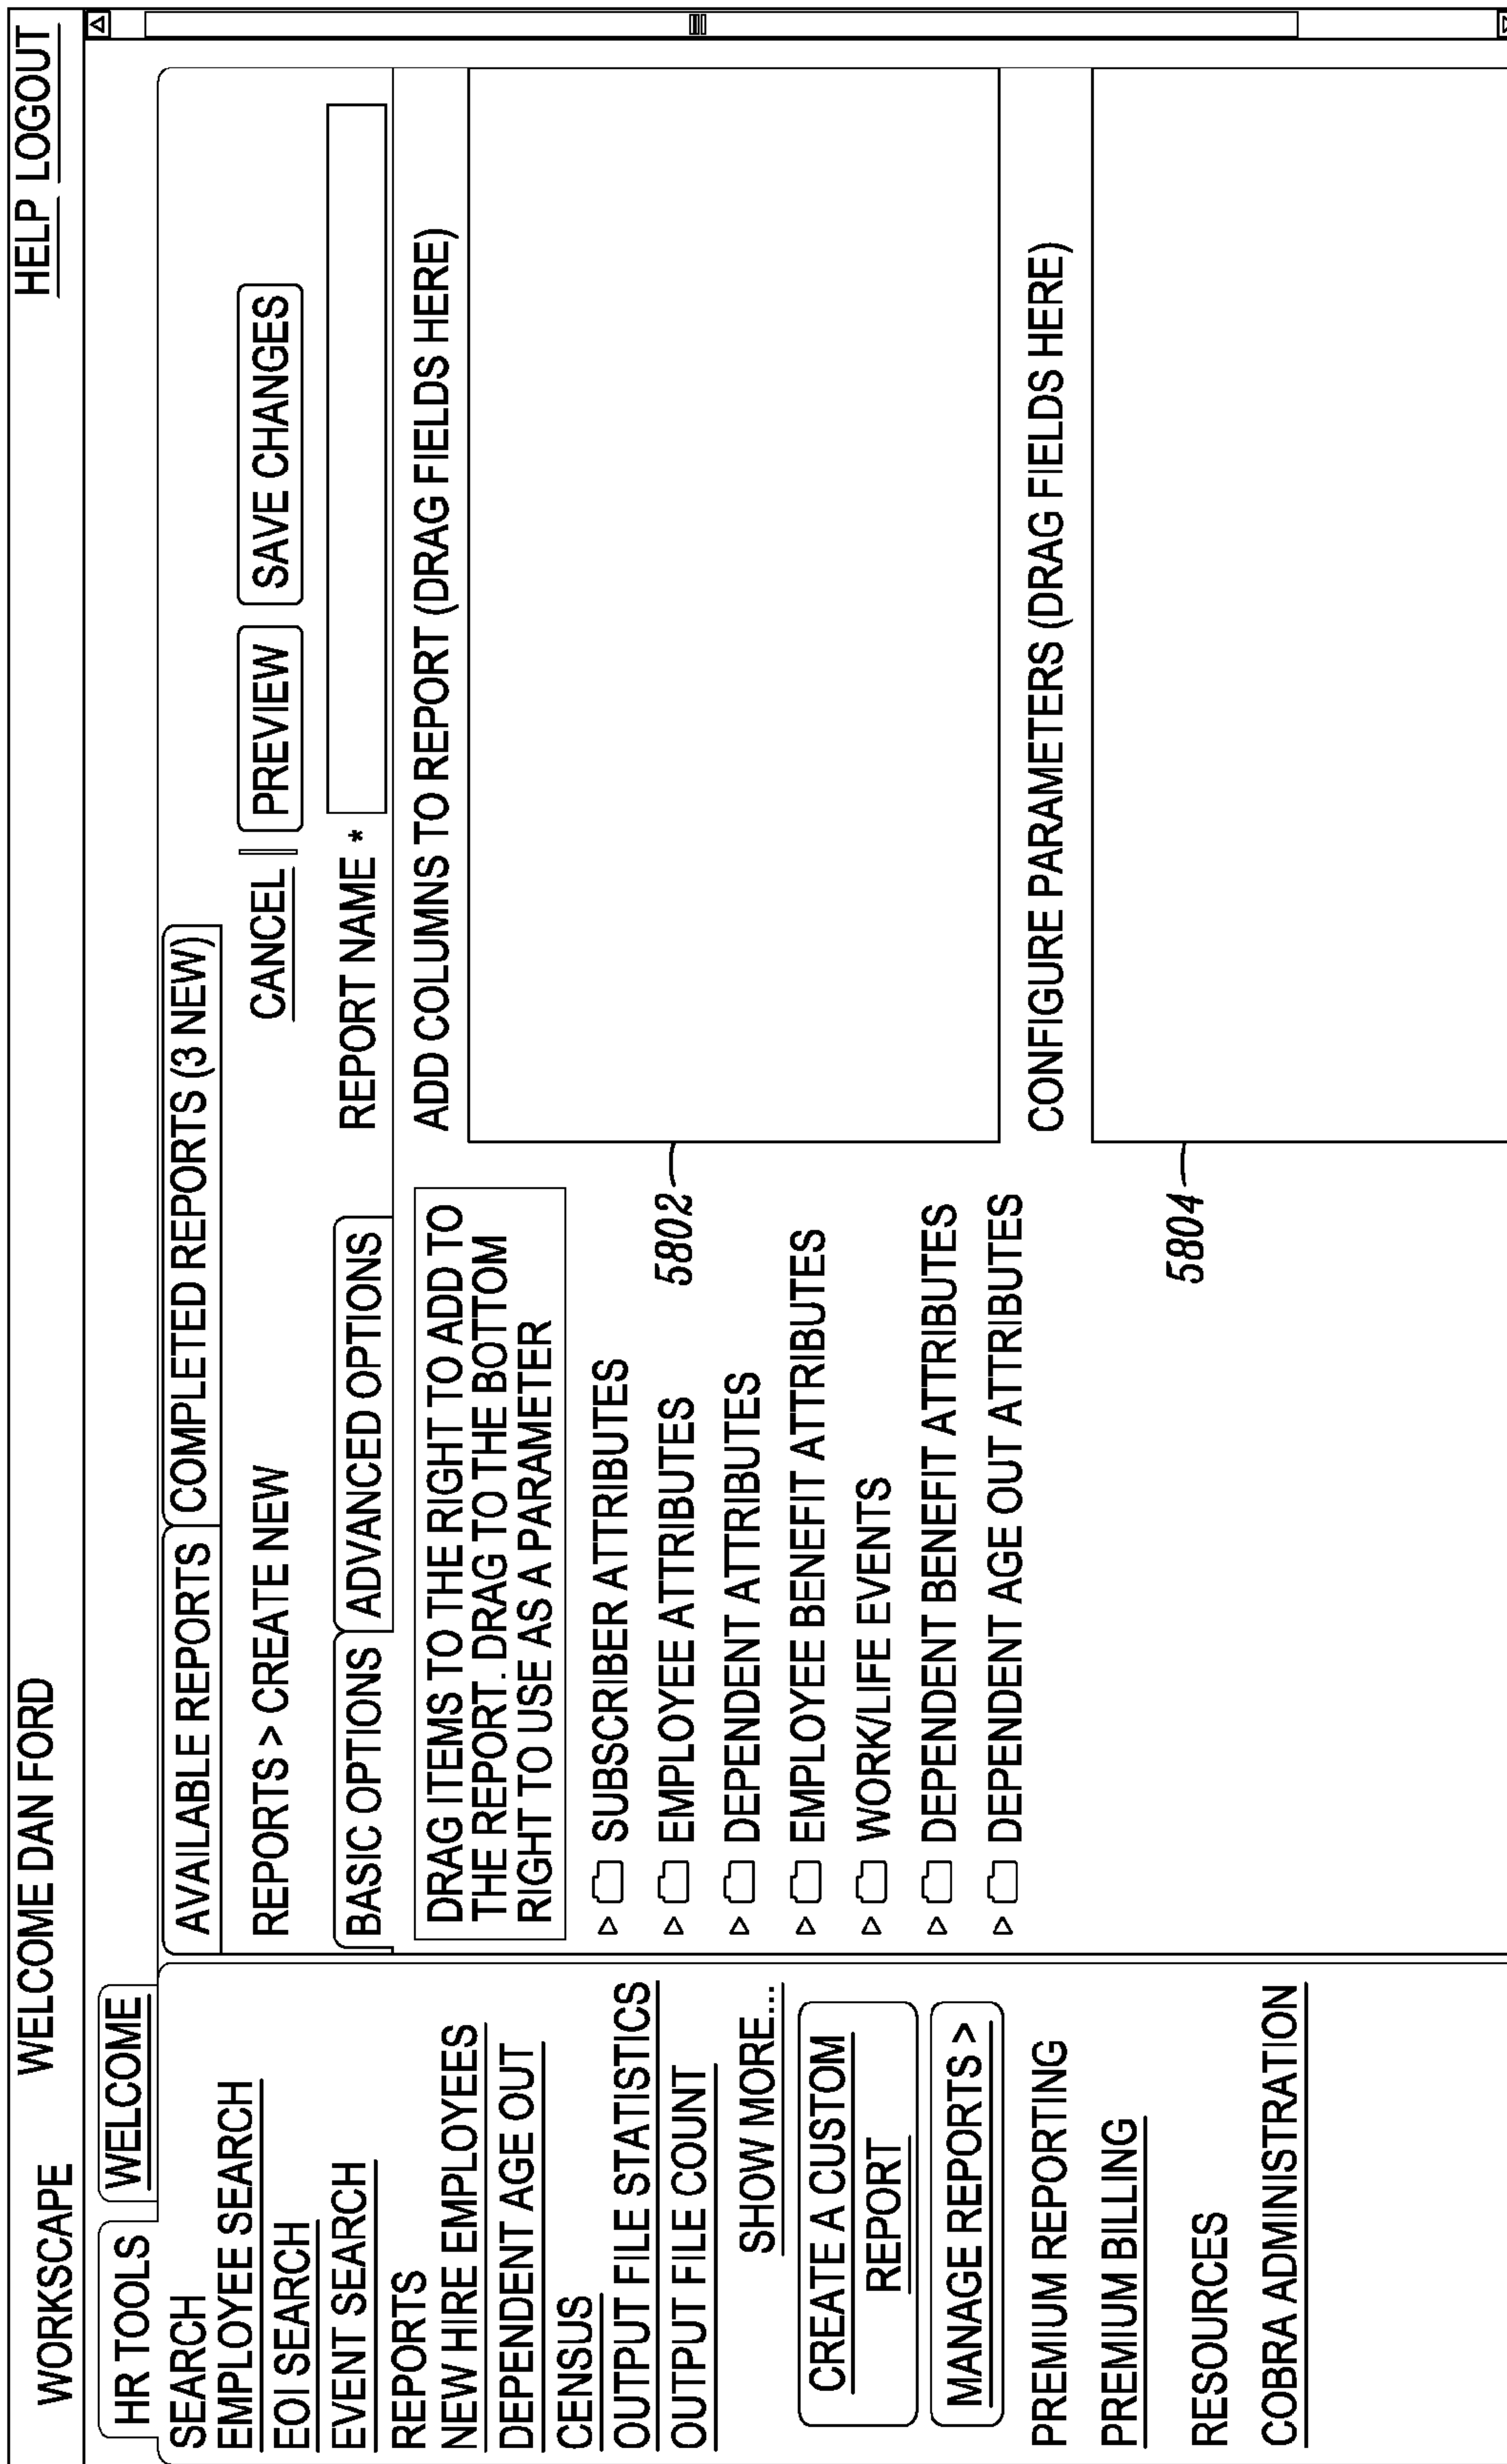 WORKSCAPE WELCOME DAN FORD HELP LOGOUT
HR TOOLS WELCOME
SEARCH
EMPLOYEE SEARCH
EOI SEARCH
EVENT SEARCH
REPORTS
NEW HIRE EMPLOYEES
DEPENDENT AGE OUT
CENSUS
OUTPUT FILE STATISTICS
OUTPUT FILE COUNT
SHOW MORE...
CREATE A CUSTOM
REPORT
MANAGE REPORTS >
PREMIUM REPORTING
PREMIUM BILLING
RESOURCES
COBRA ADMINISTRATION
AVAILABLE REPORTS COMPLETED REPORTS (3 NEW)
REPORTS > CREATE NEW CANCEL PREVIEW SAVE CHANGES
BASIC OPTIONS ADVANCED OPTIONS REPORT NAME *
DRAG ITEMS TO THE RIGHT TO ADD TO
THE REPORT. DRAG TO THE BOTTOM
RIGHT TO USE AS A PARAMETER
SUBSCRIBER ATTRIBUTES
EMPLOYEE ATTRIBUTES
DEPENDENT ATTRIBUTES
EMPLOYEE BENEFIT ATTRIBUTES
WORK/LIFE EVENTS
DEPENDENT BENEFIT ATTRIBUTES
DEPENDENT AGE OUT ATTRIBUTES
ADD COLUMNS TO REPORT (DRAG FIELDS HERE)
5802
CONFIGURE PARAMETERS (DRAG FIELDS HERE)
5804